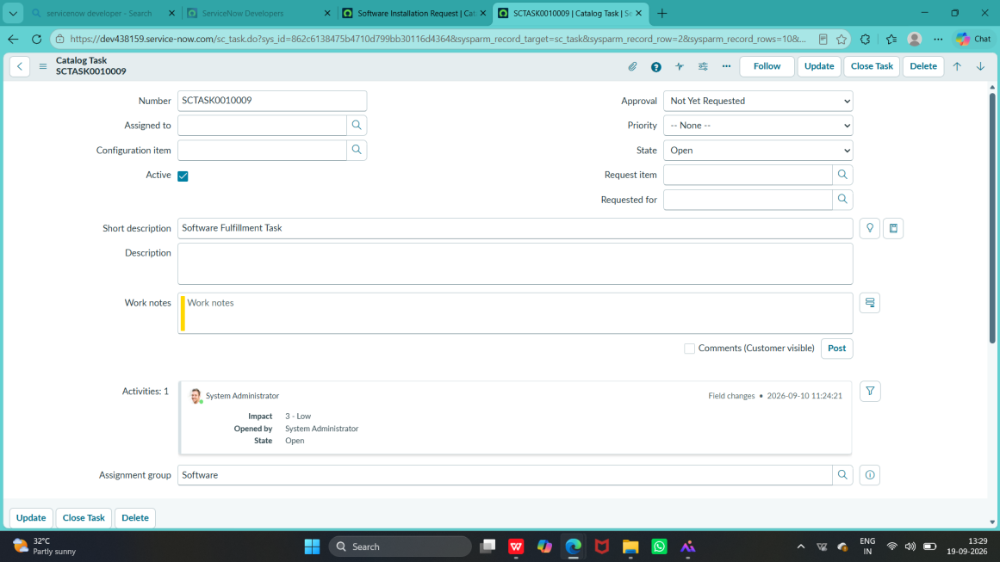 servicenow developer - Search
ServiceNow Developers
Software Installation Request | Cat
SCTASK0010009 | Catalog Task | Se
https://dev438159.service-now.com/sc_task.do?sys_id=862c6138475b4710d799bb30116d4364&sysparm_record_target=sc_task&sysparm_record_row=2&sysparm_record_rows=10&...
Chat
Catalog Task
SCTASK0010009
Follow
Update
Close Task
Delete
Number SCTASK0010009
Approval Not Yet Requested
Assigned to
Priority -- None --
Configuration item
State Open
Active
Request item
Requested for
Short description Software Fulfillment Task
Description
Work notes Work notes
Comments (Customer visible) Post
Activities: 1
System Administrator
Field changes • 2026-09-10 11:24:21
Impact 3 - Low
Opened by System Administrator
State Open
Assignment group Software
Update Close Task Delete
32°C
Partly sunny
Search
ENG
IN
13:29
19-09-2026